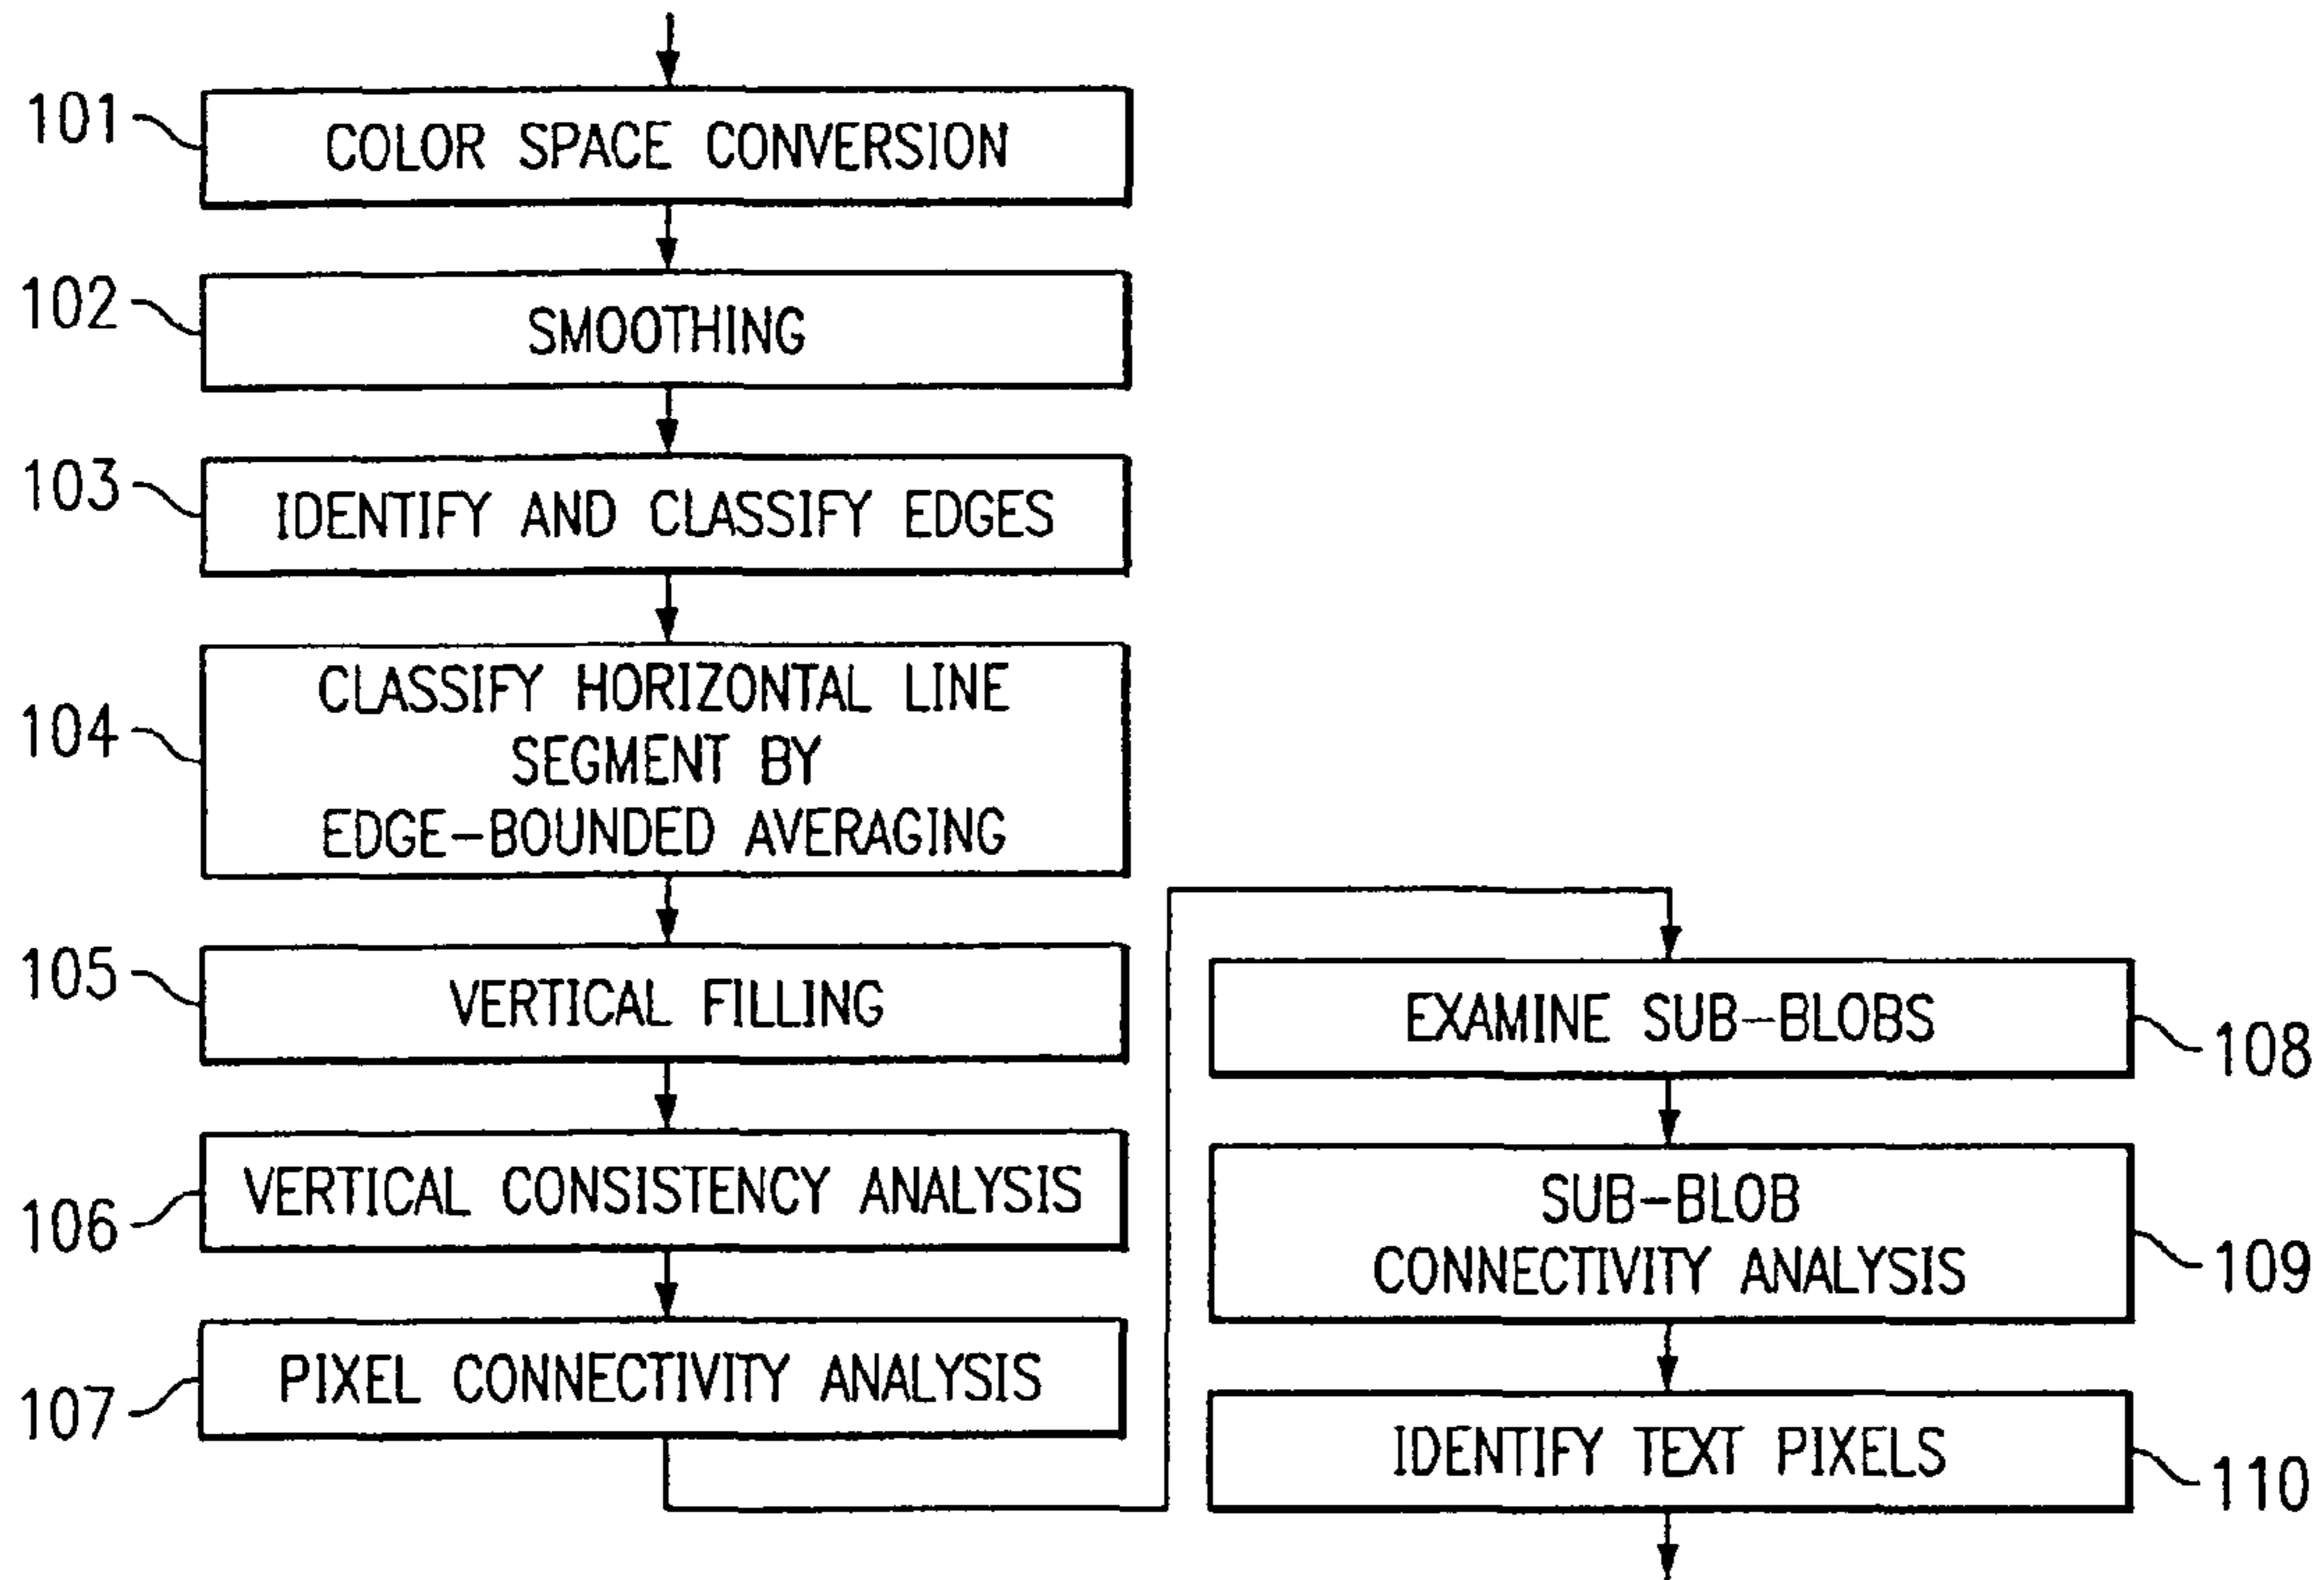 101
COLOR SPACE CONVERSION
102
SMOOTHING
103
IDENTIFY AND CLASSIFY EDGES
104
CLASSIFY HORIZONTAL LINE
SEGMENT BY
EDGE-BOUNDED AVERAGING
105
VERTICAL FILLING
106
VERTICAL CONSISTENCY ANALYSIS
107
PIXEL CONNECTIVITY ANALYSIS
EXAMINE SUB-BLOBS
108
SUB-BLOB
CONNECTIVITY ANALYSIS
109
IDENTIFY TEXT PIXELS
110